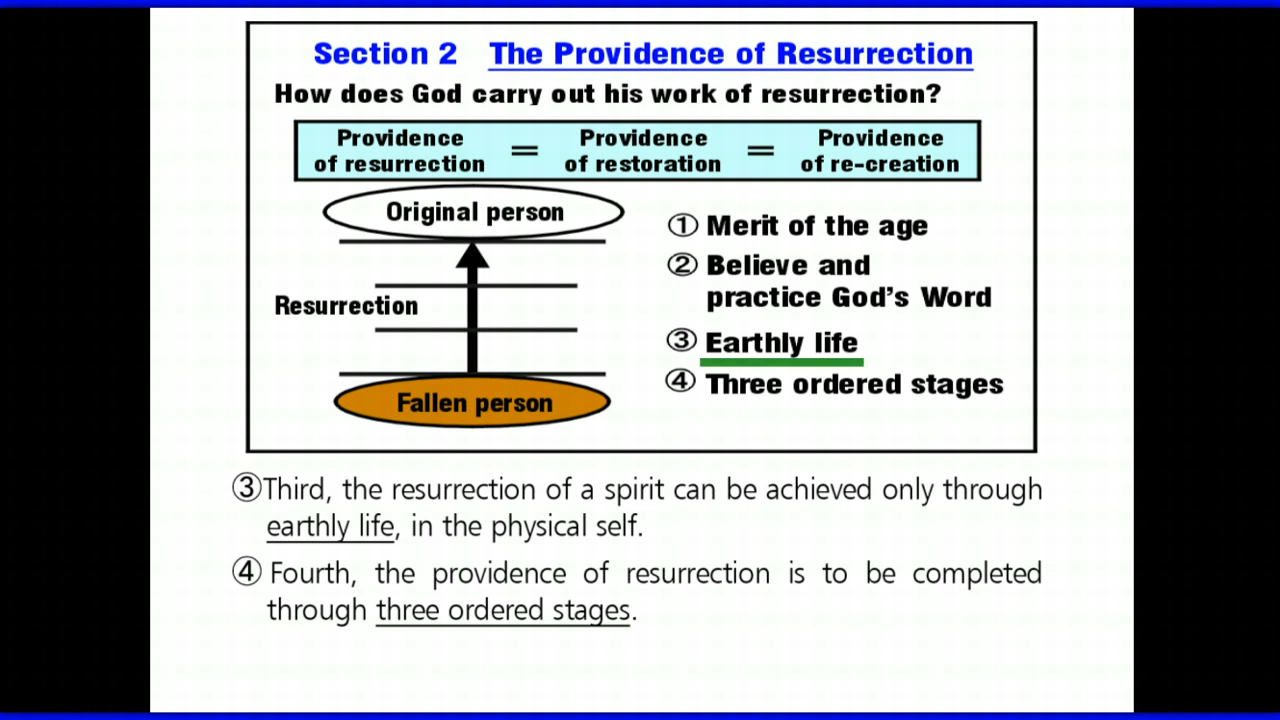 Section 2 The Providence of Resurrection
How does God carry out his work of resurrection?
Providence of resurrection = Providence of restoration = Providence of re-creation
Original person
Resurrection
Fallen person
① Merit of the age
② Believe and
practice God's Word
③ Earthly life
④ Three ordered stages
③Third, the resurrection of a spirit can be achieved only through
earthly life, in the physical self.
④ Fourth, the providence of resurrection is to be completed
through three ordered stages.